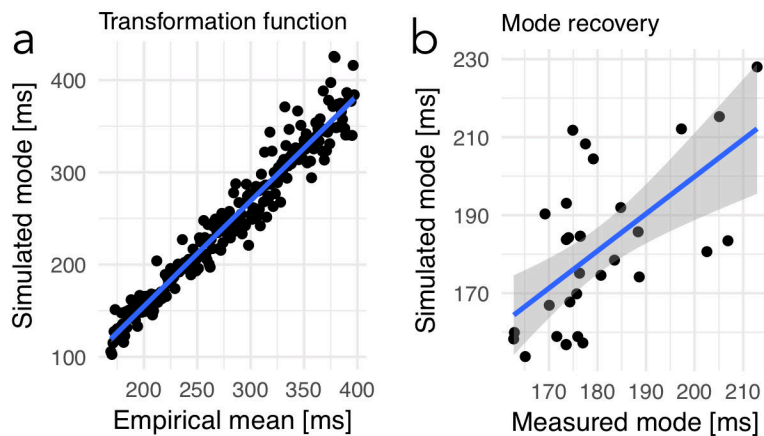 a
Transformation function
Simulated mode [ms]
400
300
200
100
200
250
300
350
400
Empirical mean [ms]
b
Mode recovery
Simulated mode [ms]
230
210
190
170
170
180
190
200
210
Measured mode [ms]